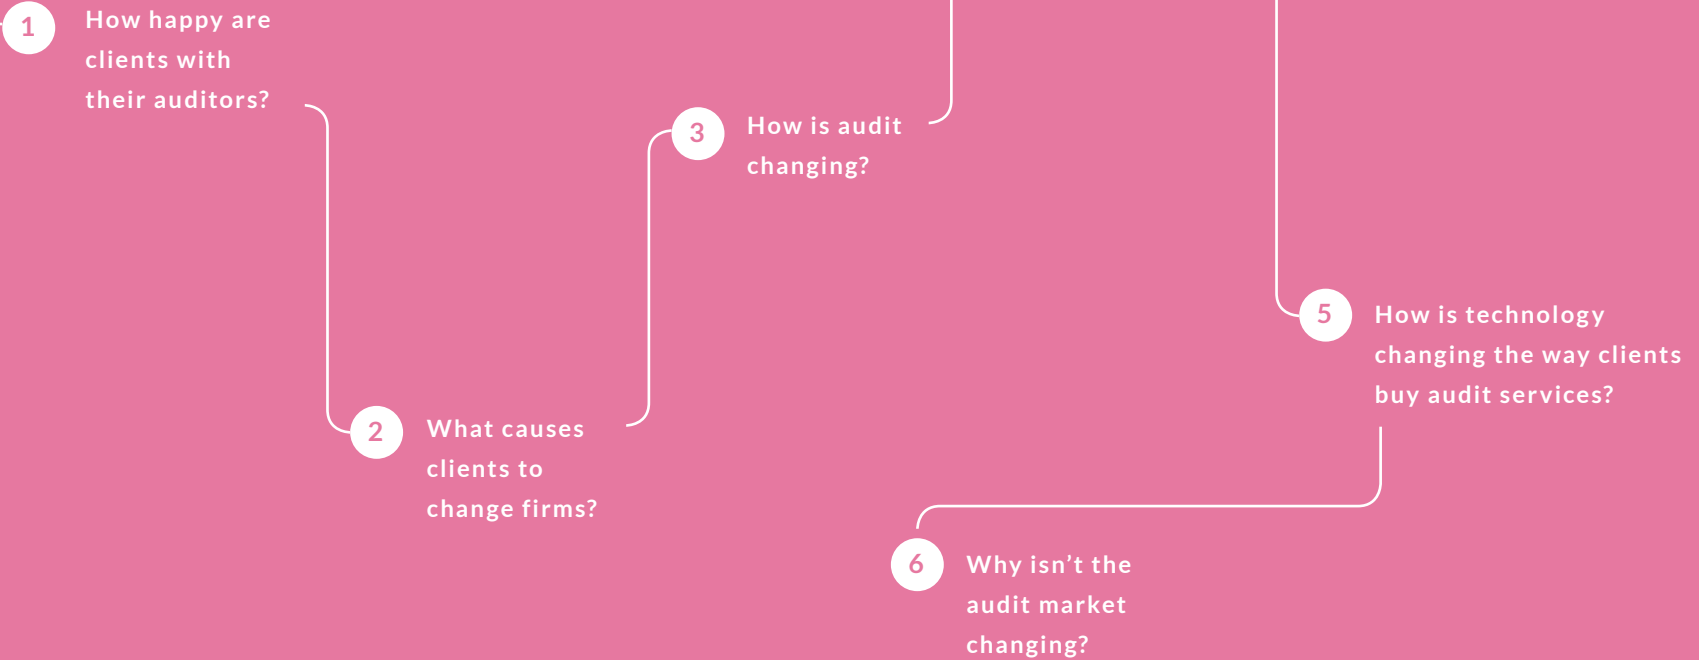 1
How happy are
clients with
their auditors?
2
What causes
clients to
change firms?
3
How is audit
changing?
5
How is technology
changing the way clients
buy audit services?
6
Why isn’t the
audit market
changing?